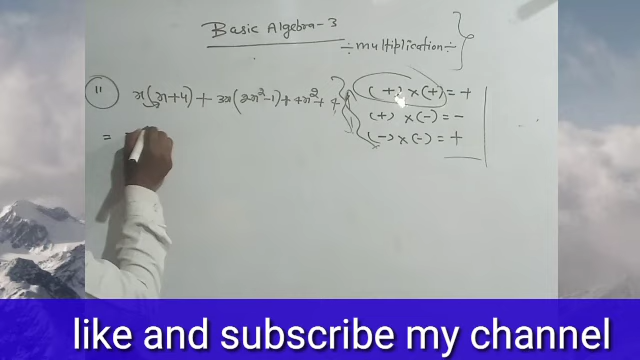 Basic Algebra-3
÷multiplication÷
11 x(x+4) + 3x(2x²-1) + 4x² + 4
(+) × (+) = +
(+) × (-) = -
(-) × (-) = +
=
like and subscribe my channel